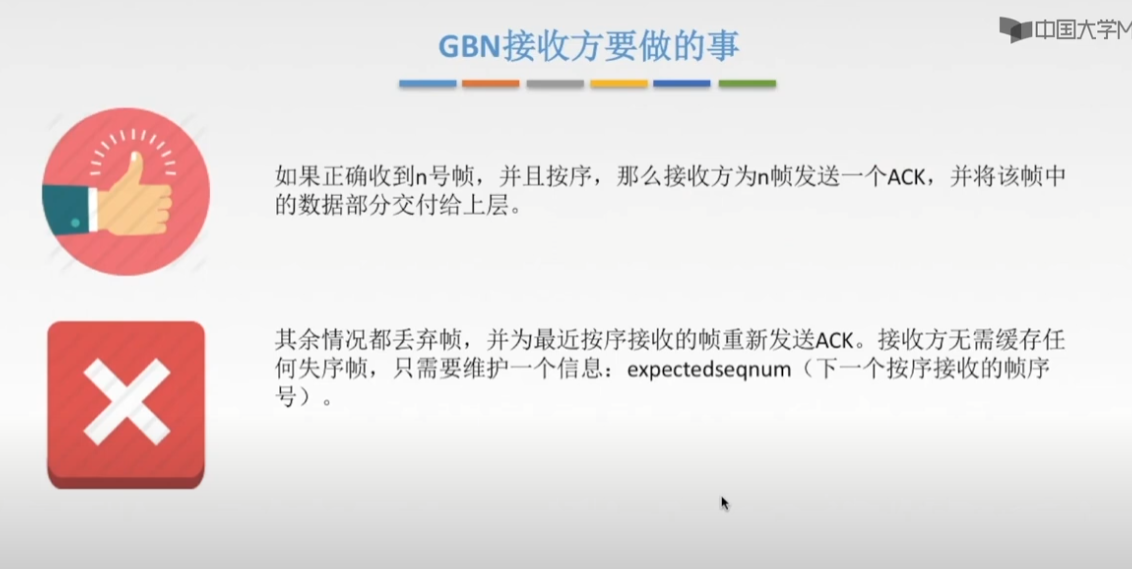 中国大学M
GBN接收方要做的事
如果正确收到n号帧，并且按序，那么接收方为n帧发送一个ACK，并将该帧中
的数据部分交付给上层。
其余情况都丢弃帧，并为最近按序接收的帧重新发送ACK。接收方无需缓存任
何失序帧，只需要维护一个信息：expectedseqnum（下一个按序接收的帧序
号）。